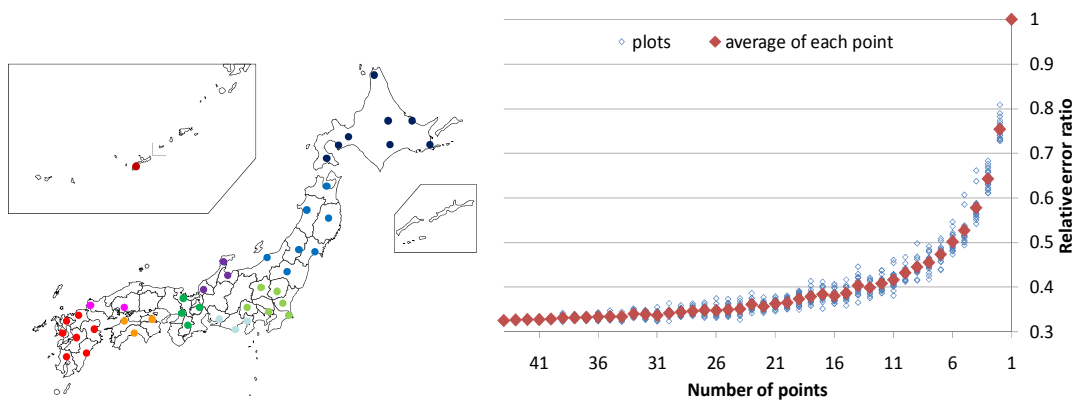 plots
average of each point
1
0.9
0.8
0.7
0.6
0.5
0.4
0.3
Relative error ratio
41 36 31 26 21 16 11 6 1
Number of points